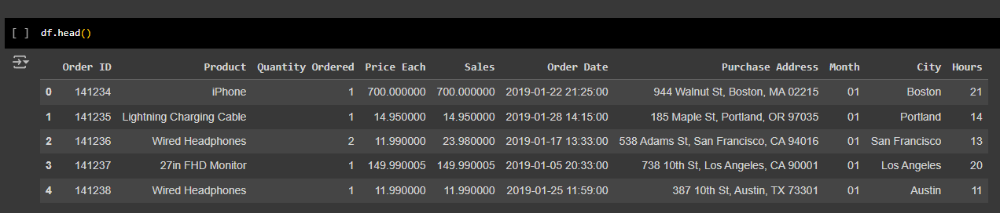 [ ] df.head()
Order ID Product Quantity Ordered Price Each Sales Order Date Purchase Address Month City Hours
0 141234 iPhone 1 700.000000 700.000000 2019-01-22 21:25:00 944 Walnut St, Boston, MA 02215 01 Boston 21
1 141235 Lightning Charging Cable 1 14.950000 14.950000 2019-01-28 14:15:00 185 Maple St, Portland, OR 97035 01 Portland 14
2 141236 Wired Headphones 2 11.990000 23.980000 2019-01-17 13:33:00 538 Adams St, San Francisco, CA 94016 01 San Francisco 13
3 141237 27in FHD Monitor 1 149.990005 149.990005 2019-01-05 20:33:00 738 10th St, Los Angeles, CA 90001 01 Los Angeles 20
4 141238 Wired Headphones 1 11.990000 11.990000 2019-01-25 11:59:00 387 10th St, Austin, TX 73301 01 Austin 11